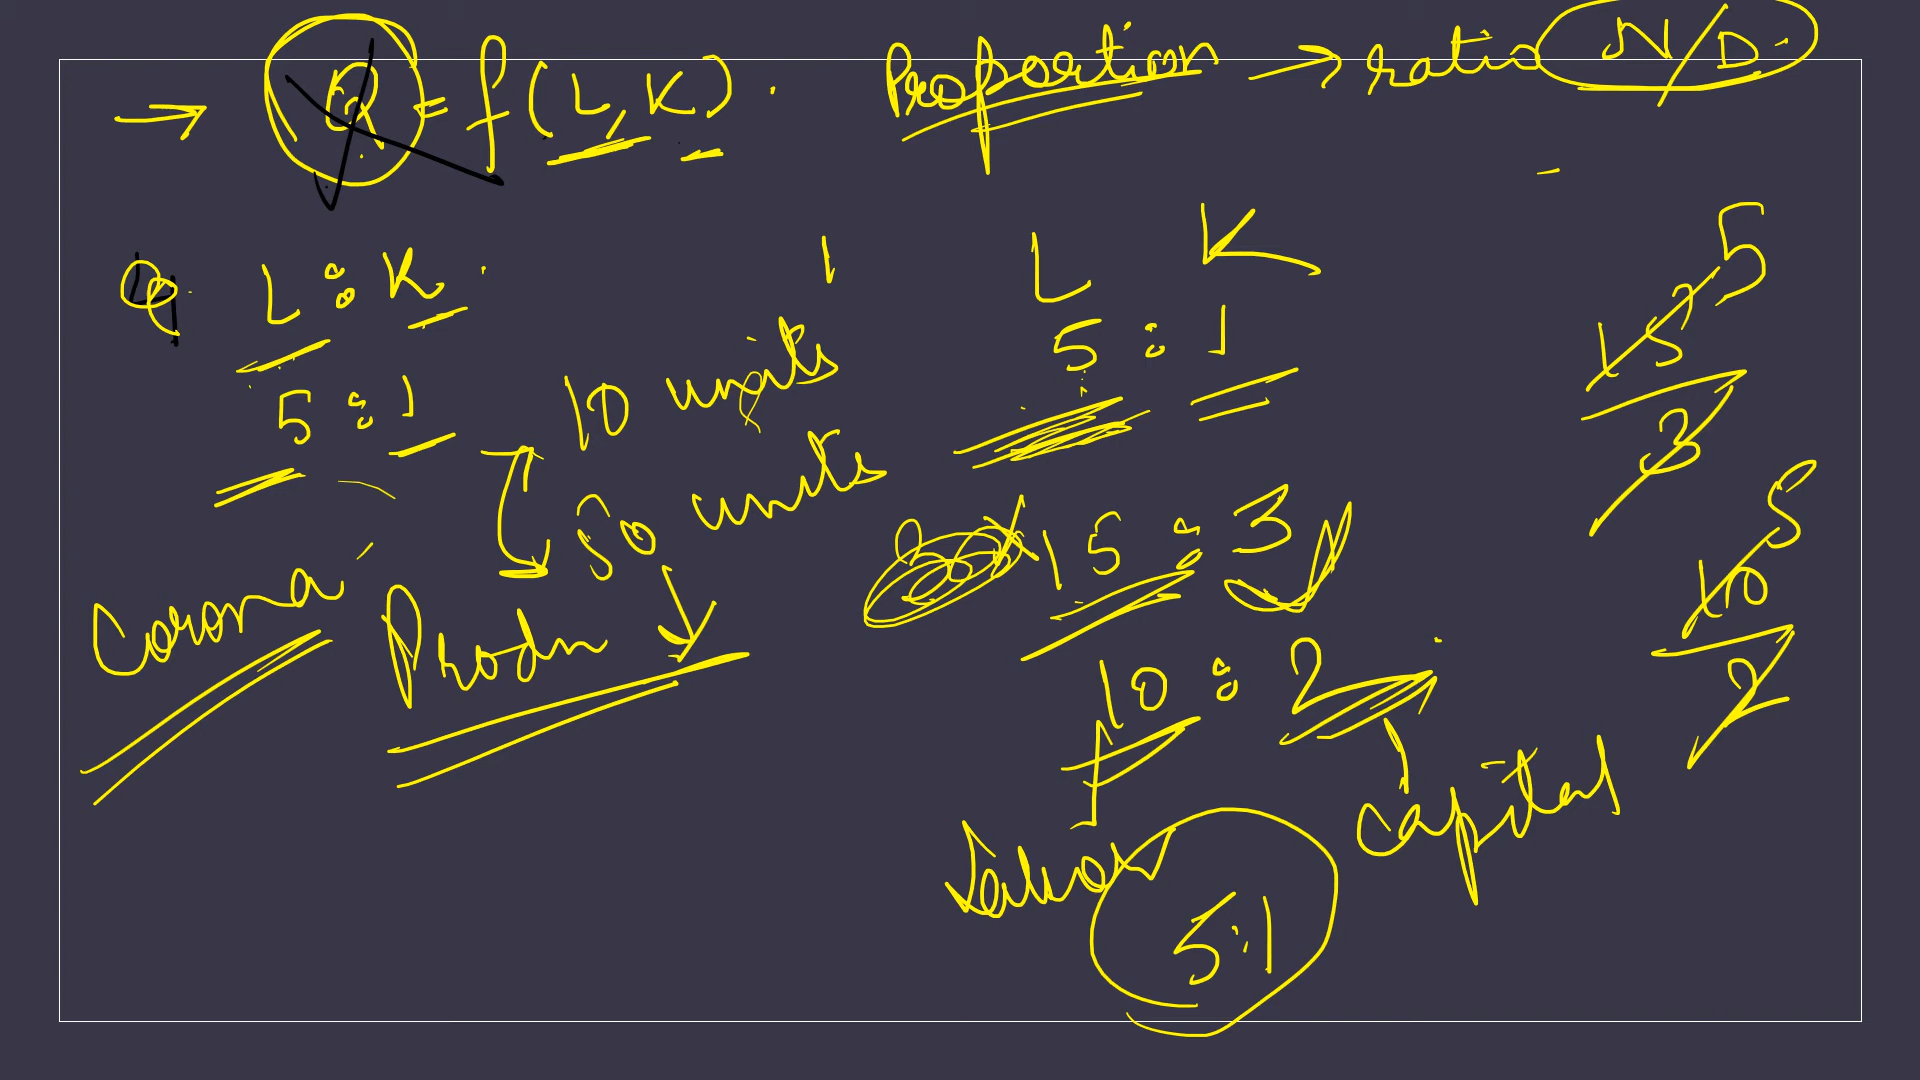 → Q = f(L, K). Proportion → ratio N/D
Q L : K
5 : 1
10 units
50 units
Corona
Prodn ↓
L K
5 : 1
15 : 3
10 : 2
Labour
Capital
5:1
15/3 5
10/2 5